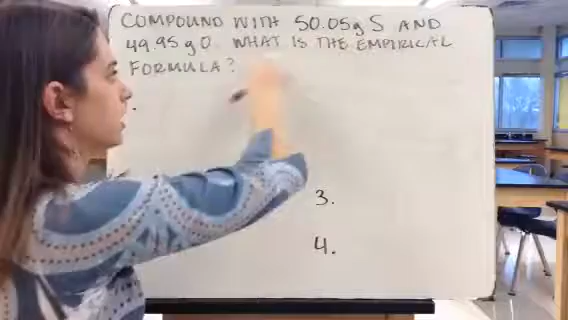 COMPOUND WITH 50.05g S AND
49.95 g O. WHAT IS THE EMPIRICAL
FORMULA?
3.
4.